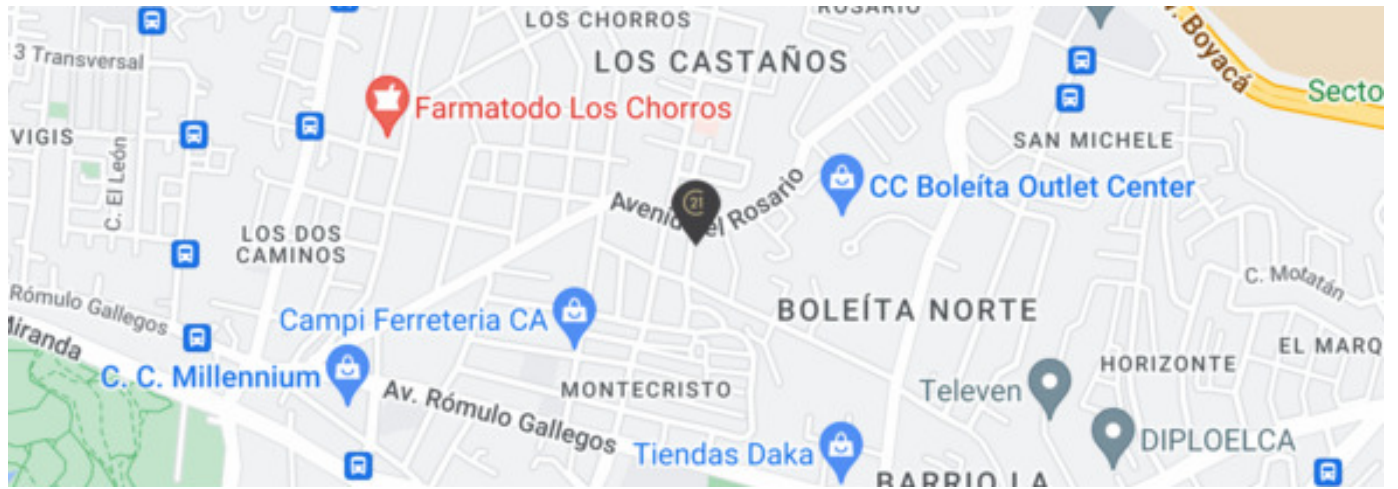 LOS CHORROS
ROSARIO
Av. Boyacá
3 Transversal
LOS CASTAÑOS
Farmatodo Los Chorros
Secto
VIGIS
C. El León
SAN MICHELE
Avenida del Rosario
21
CC Boleíta Outlet Center
LOS DOS
CAMINOS
C. Motatán
Rómulo Gallegos
Miranda
Campi Ferreteria CA
BOLEÍTA NORTE
C. C. Millennium
EL MARQ
HORIZONTE
MONTECRISTO
Televen
Av. Rómulo Gallegos
DIPLOELCA
Tiendas Daka
BARRIO LA